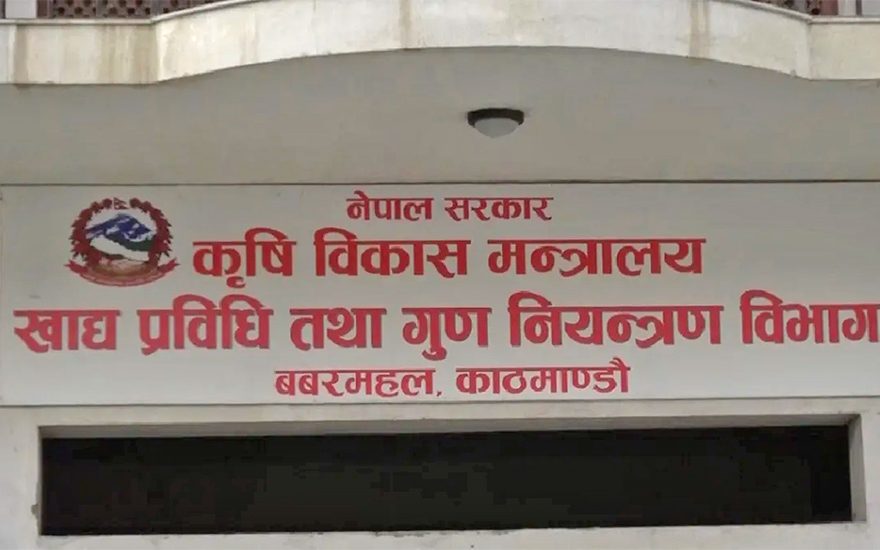 नेपाल सरकार
कृषि विकास मन्त्रालय
खाद्य प्रविधि तथा गुण नियन्त्रण विभाग
बबरमहल, काठमाण्डौ